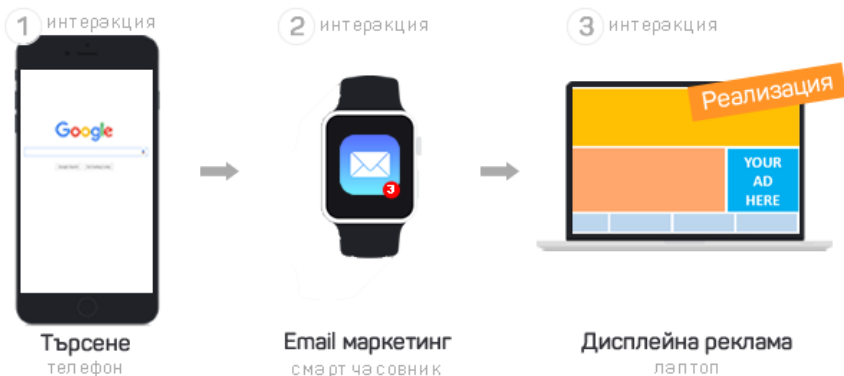 1 интеракция
2 интеракция
3 интеракция
Реализация
Google
3
YOUR
AD
HERE
Търсене
телефон
Email маркетинг
смарт часовник
Дисплейна реклама
лаптоп